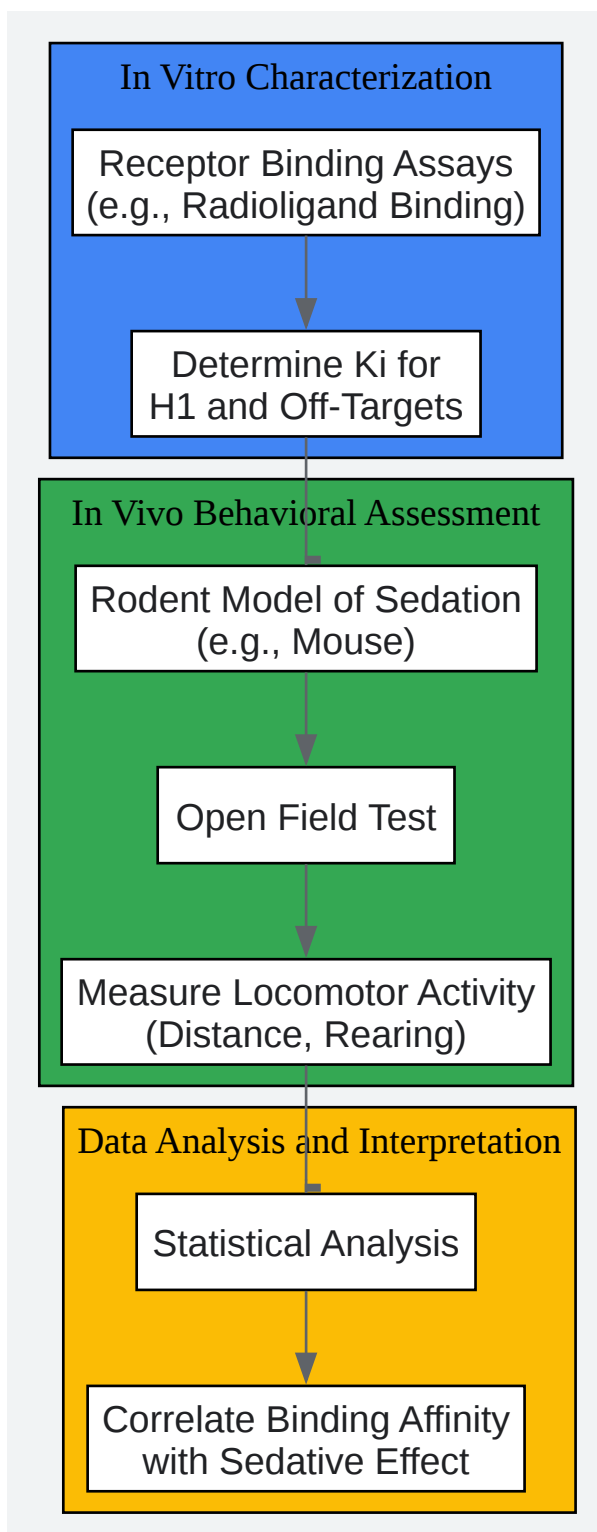 In Vitro Characterization
Receptor Binding Assays
(e.g., Radioligand Binding)
Determine Ki for
H1 and Off-Targets
In Vivo Behavioral Assessment
Rodent Model of Sedation
(e.g., Mouse)
Open Field Test
Measure Locomotor Activity
(Distance, Rearing)
Data Analysis and Interpretation
Statistical Analysis
Correlate Binding Affinity
with Sedative Effect